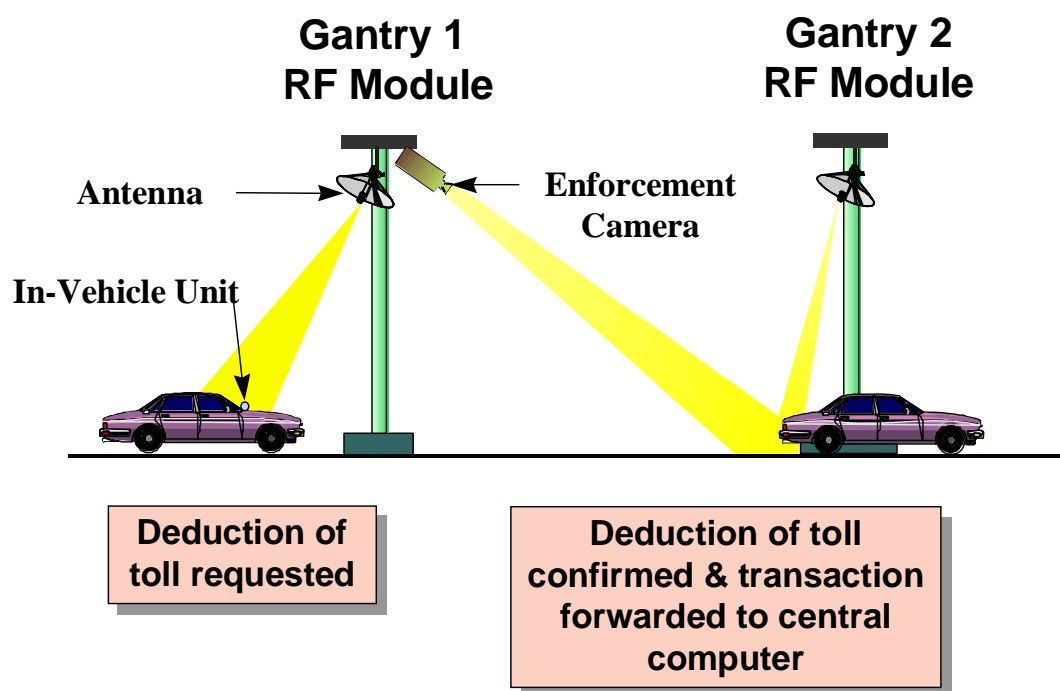 Gantry 1
RF Module
Gantry 2
RF Module
Antenna
Enforcement
Camera
In-Vehicle Unit
Deduction of
toll requested
Deduction of toll
confirmed & transaction
forwarded to central
computer